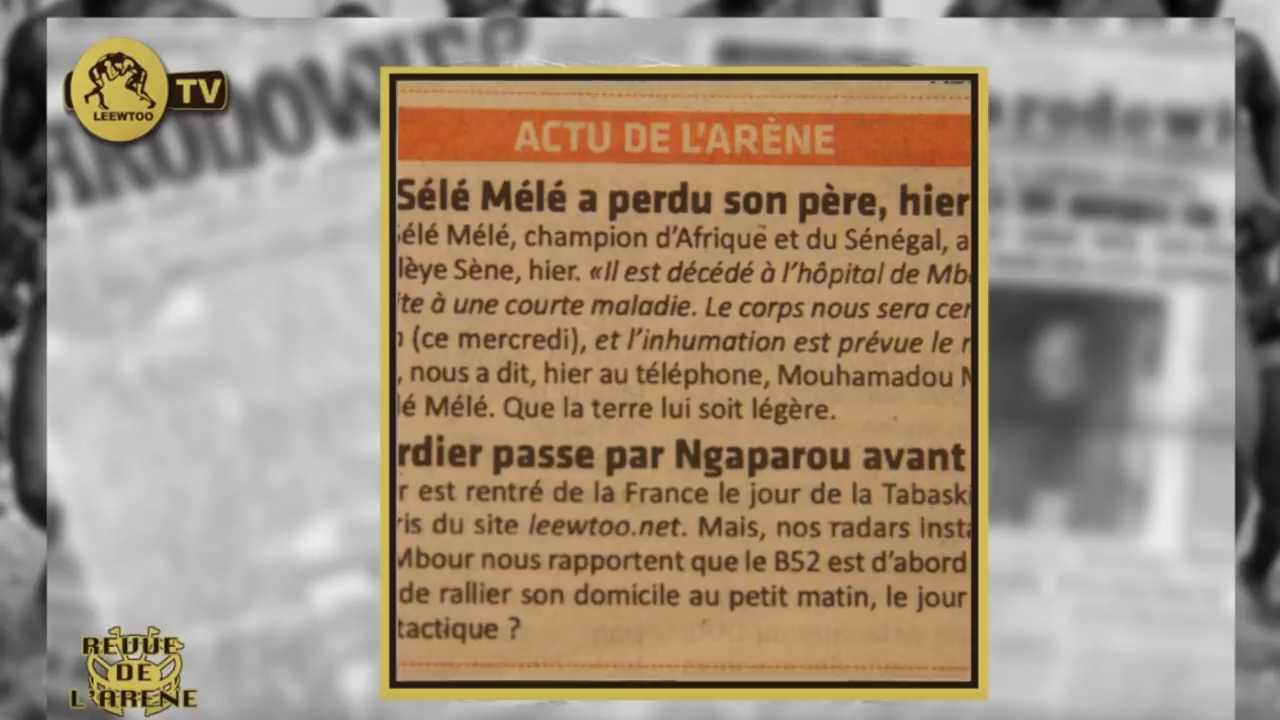 LEEWTOO
TV
ACTU DE L'ARÈNE
Sélé Mélé a perdu son père, hier
élé Mélé, champion d'Afrique et du Sénégal, a
lèye Sène, hier. «Il est décédé à l'hôpital de Mb
te à une courte maladie. Le corps nous sera cer
(ce mercredi), et l'inhumation est prévue le
, nous a dit, hier au téléphone, Mouhamadou
lé Mélé. Que la terre lui soit légère.
rdier passe par Ngaparou avant
r est rentré de la France le jour de la Tabaski
ris du site leewtoo.net. Mais, nos radars insta
Mbour nous rapportent que le B52 est d'abord
de rallier son domicile au petit matin, le jour
tactique ?
REVUE
DE
L'ARENE